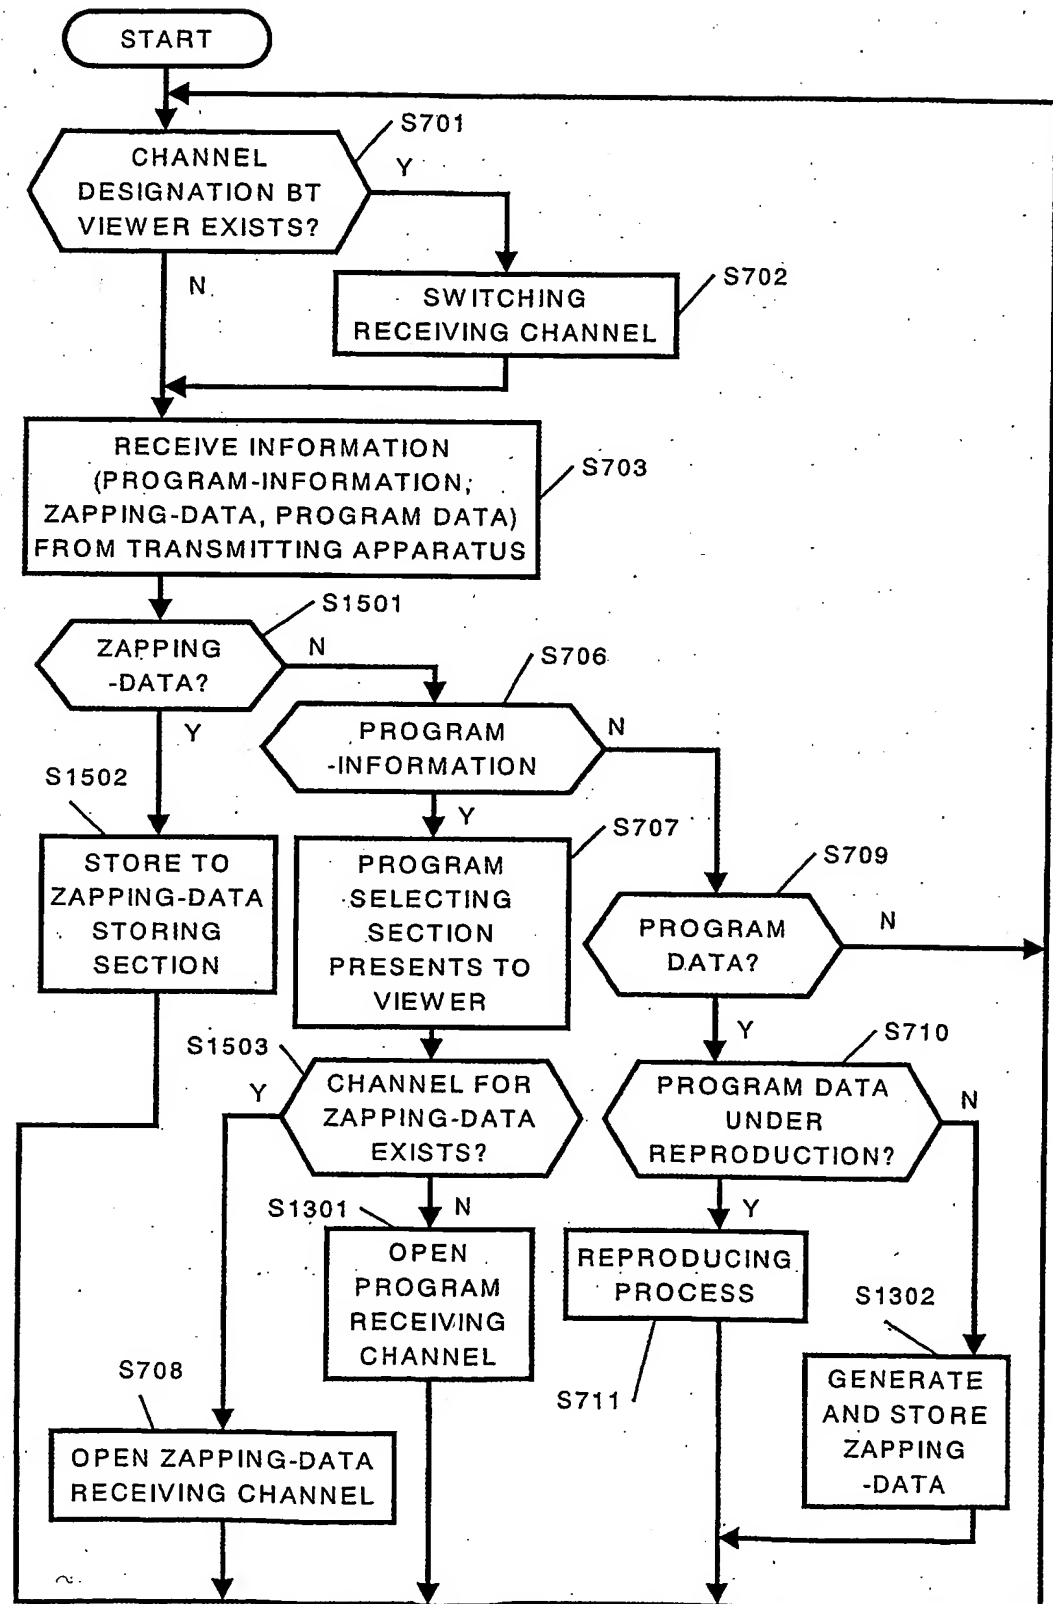 START
S701
CHANNEL
DESIGNATION BT
VIEWER EXISTS?
Y
N
S702
SWITCHING
RECEIVING CHANNEL
RECEIVE INFORMATION
(PROGRAM-INFORMATION,
ZAPPING-DATA, PROGRAM DATA)
FROM TRANSMITTING APPARATUS
S703
S1501
ZAPPING
-DATA?
N
Y
S706
PROGRAM
-INFORMATION
N
Y
S1502
STORE TO
ZAPPING-DATA
STORING
SECTION
S707
PROGRAM
SELECTING
SECTION
PRESENTS TO
VIEWER
S709
PROGRAM
DATA?
N
Y
S1503
CHANNEL FOR
ZAPPING-DATA
EXISTS?
Y
N
S710
PROGRAM DATA
UNDER
REPRODUCTION?
N
Y
S1301
OPEN
PROGRAM
RECEIVING
CHANNEL
REPRODUCING
PROCESS
S711
S1302
GENERATE
AND STORE
ZAPPING
-DATA
S708
OPEN ZAPPING-DATA
RECEIVING CHANNEL